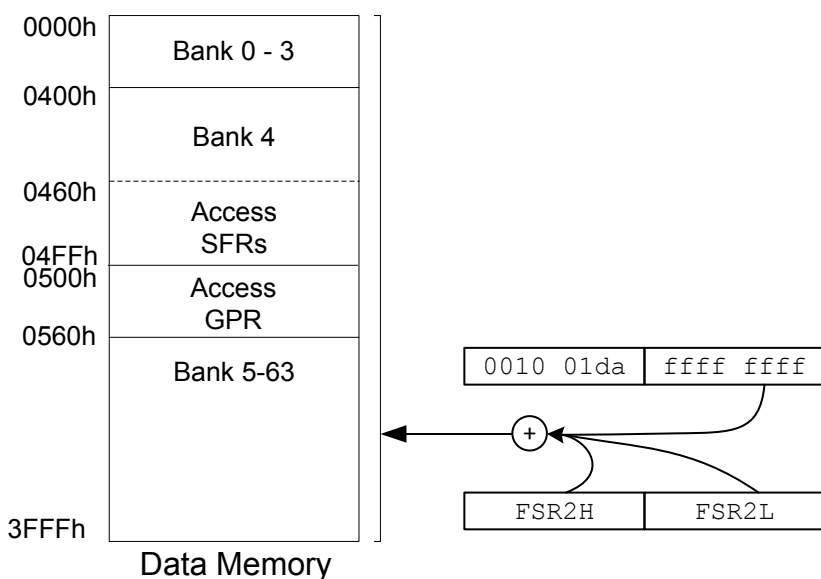 0000h
Bank 0 - 3
0400h
Bank 4
0460h
Access
SFRs
04FFh
0500h
Access
GPR
0560h
Bank 5-63
0010 01da ffff ffff
+
FSR2H FSR2L
3FFFh
Data Memory